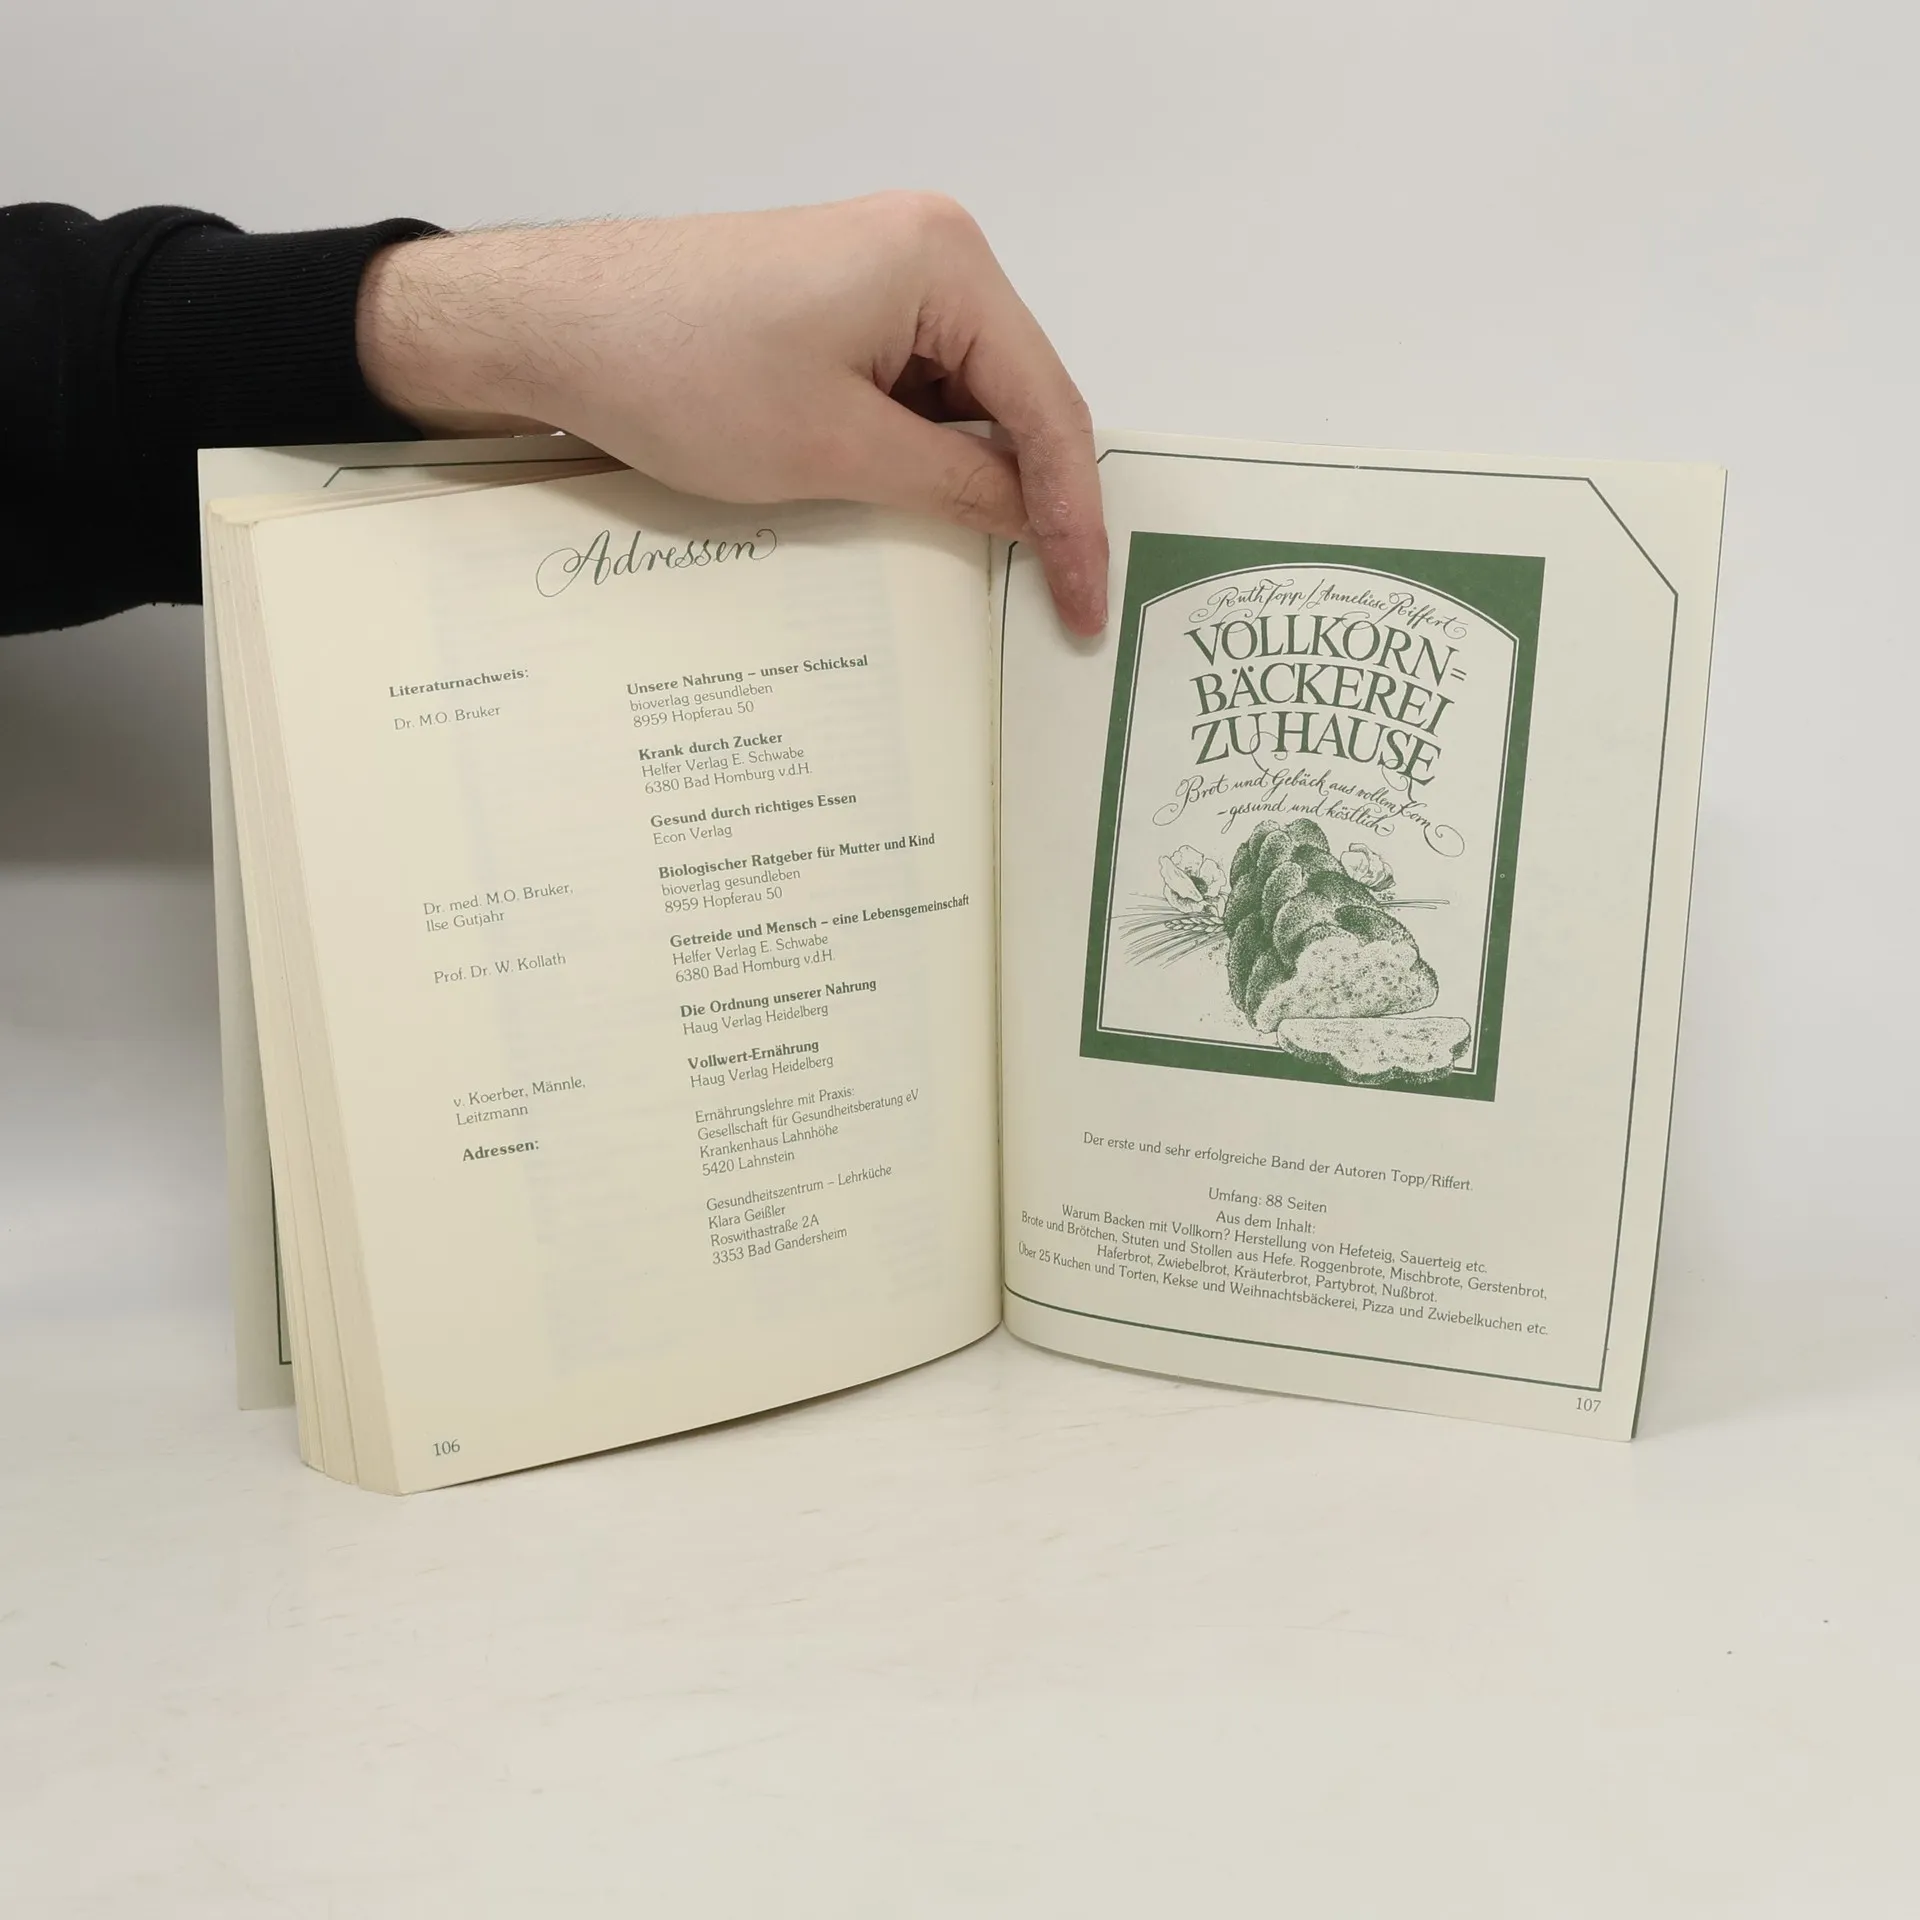 Adressen
Literaturnachweis:
Dr. M.O. Bruker
Unsere Nahrung – unser Schicksal
bioverlag gesundleben
8959 Hopferau 50
Krank durch Zucker
Helfer Verlag E. Schwabe
6380 Bad Homburg v.d.H.
Gesund durch richtiges Essen
Econ Verlag
Biologischer Ratgeber für Mutter und Kind
bioverlag gesundleben
8959 Hopferau 50
Dr. med. M.O. Bruker,
Ilse Gutjahr
Getreide und Mensch – eine Lebensgemeinschaft
Helfer Verlag E. Schwabe
6380 Bad Homburg v.d.H.
Prof. Dr. W. Kollath
Die Ordnung unserer Nahrung
Haug Verlag Heidelberg
v. Koerber, Männle,
Leitzmann
Vollwert-Ernährung
Haug Verlag Heidelberg
Adressen:
Ernährungslehre mit Praxis:
Gesellschaft für Gesundheitsberatung eV
Krankenhaus Lahnhöhe
5420 Lahnstein
Gesundheitszentrum – Lehrküche
Klara Geißler
Roswithastraße 2A
3353 Bad Gandersheim
106
Ruth Topp/Anneliese Riffert
VOLLKORN=
BÄCKEREI
ZU HAUSE
Brot und Gebäck aus vollem Korn
– gesund und köstlich –
Der erste und sehr erfolgreiche Band der Autoren Topp/Riffert.
Umfang: 88 Seiten
Aus dem Inhalt:
Warum Backen mit Vollkorn? Herstellung von Hefeteig, Sauerteig etc.
Brote und Brötchen, Stuten und Stollen aus Hefe. Roggenbrote, Mischbrote, Gerstenbrot,
Haferbrot, Zwiebelbrot, Kräuterbrot, Partybrot, Nußbrot.
Über 25 Kuchen und Torten, Kekse und Weihnachtsbäckerei, Pizza und Zwiebelkuchen etc.
107